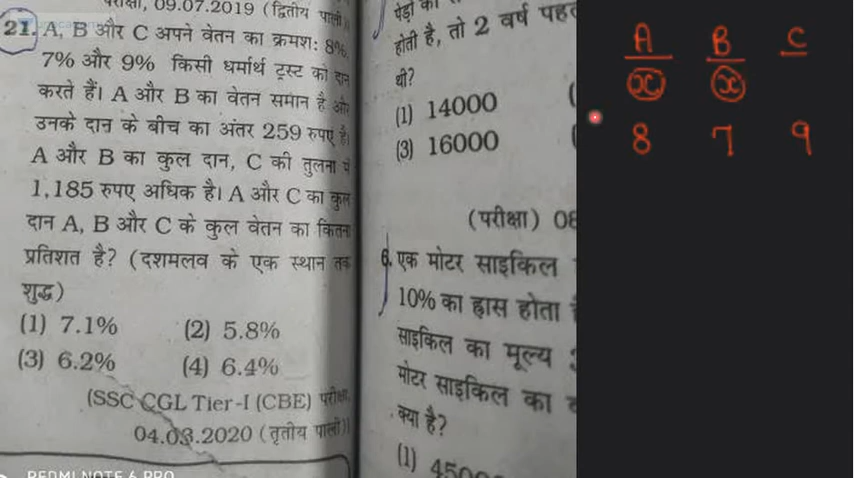 परीक्षा, 09.07.2019 (द्वितीय पाली)
21. A, B और C अपने वेतन का क्रमश: 8%,
7% और 9% किसी धर्मार्थ ट्रस्ट को दान
करते हैं। A और B का वेतन समान है और
उनके दान के बीच का अंतर 259 रुपए है।
A और B का कुल दान, C की तुलना में
1,185 रुपए अधिक है। A और C का कुल
दान A, B और C के कुल वेतन का कितना
प्रतिशत है? (दशमलव के एक स्थान तक
शुद्ध)
(1) 7.1% (2) 5.8%
(3) 6.2% (4) 6.4%
(SSC CGL Tier-I (CBE) परीक्षा,
04.03.2020 (तृतीय पाली))
REDMI NOTE 6 PRO
पेड़ों की
होती है, तो 2 वर्ष पहले
थी?
(1) 14000
(3) 16000
(परीक्षा) 08
6. एक मोटर साइकिल
10% का ह्रास होता
साइकिल का मूल्य
मोटर साइकिल का
क्या है?
(1) 4500
A B C
x x
8 7 9